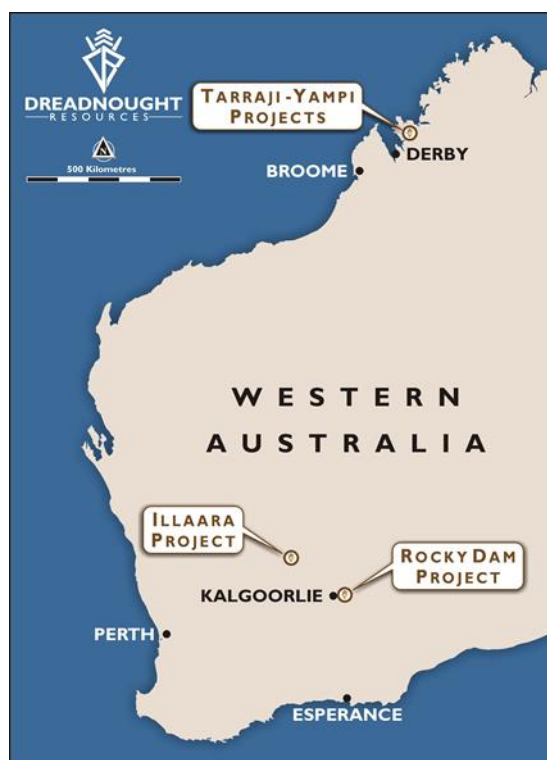 DREADNOUGHT
RESOURCES
500 Kilometres
TARRAJI-YAMPI
PROJECTS
DERBY
BROOME
WESTERN
AUSTRALIA
ILLAARA
PROJECT
ROCKY DAM
PROJECT
KALGOORLIE
PERTH
ESPERANCE